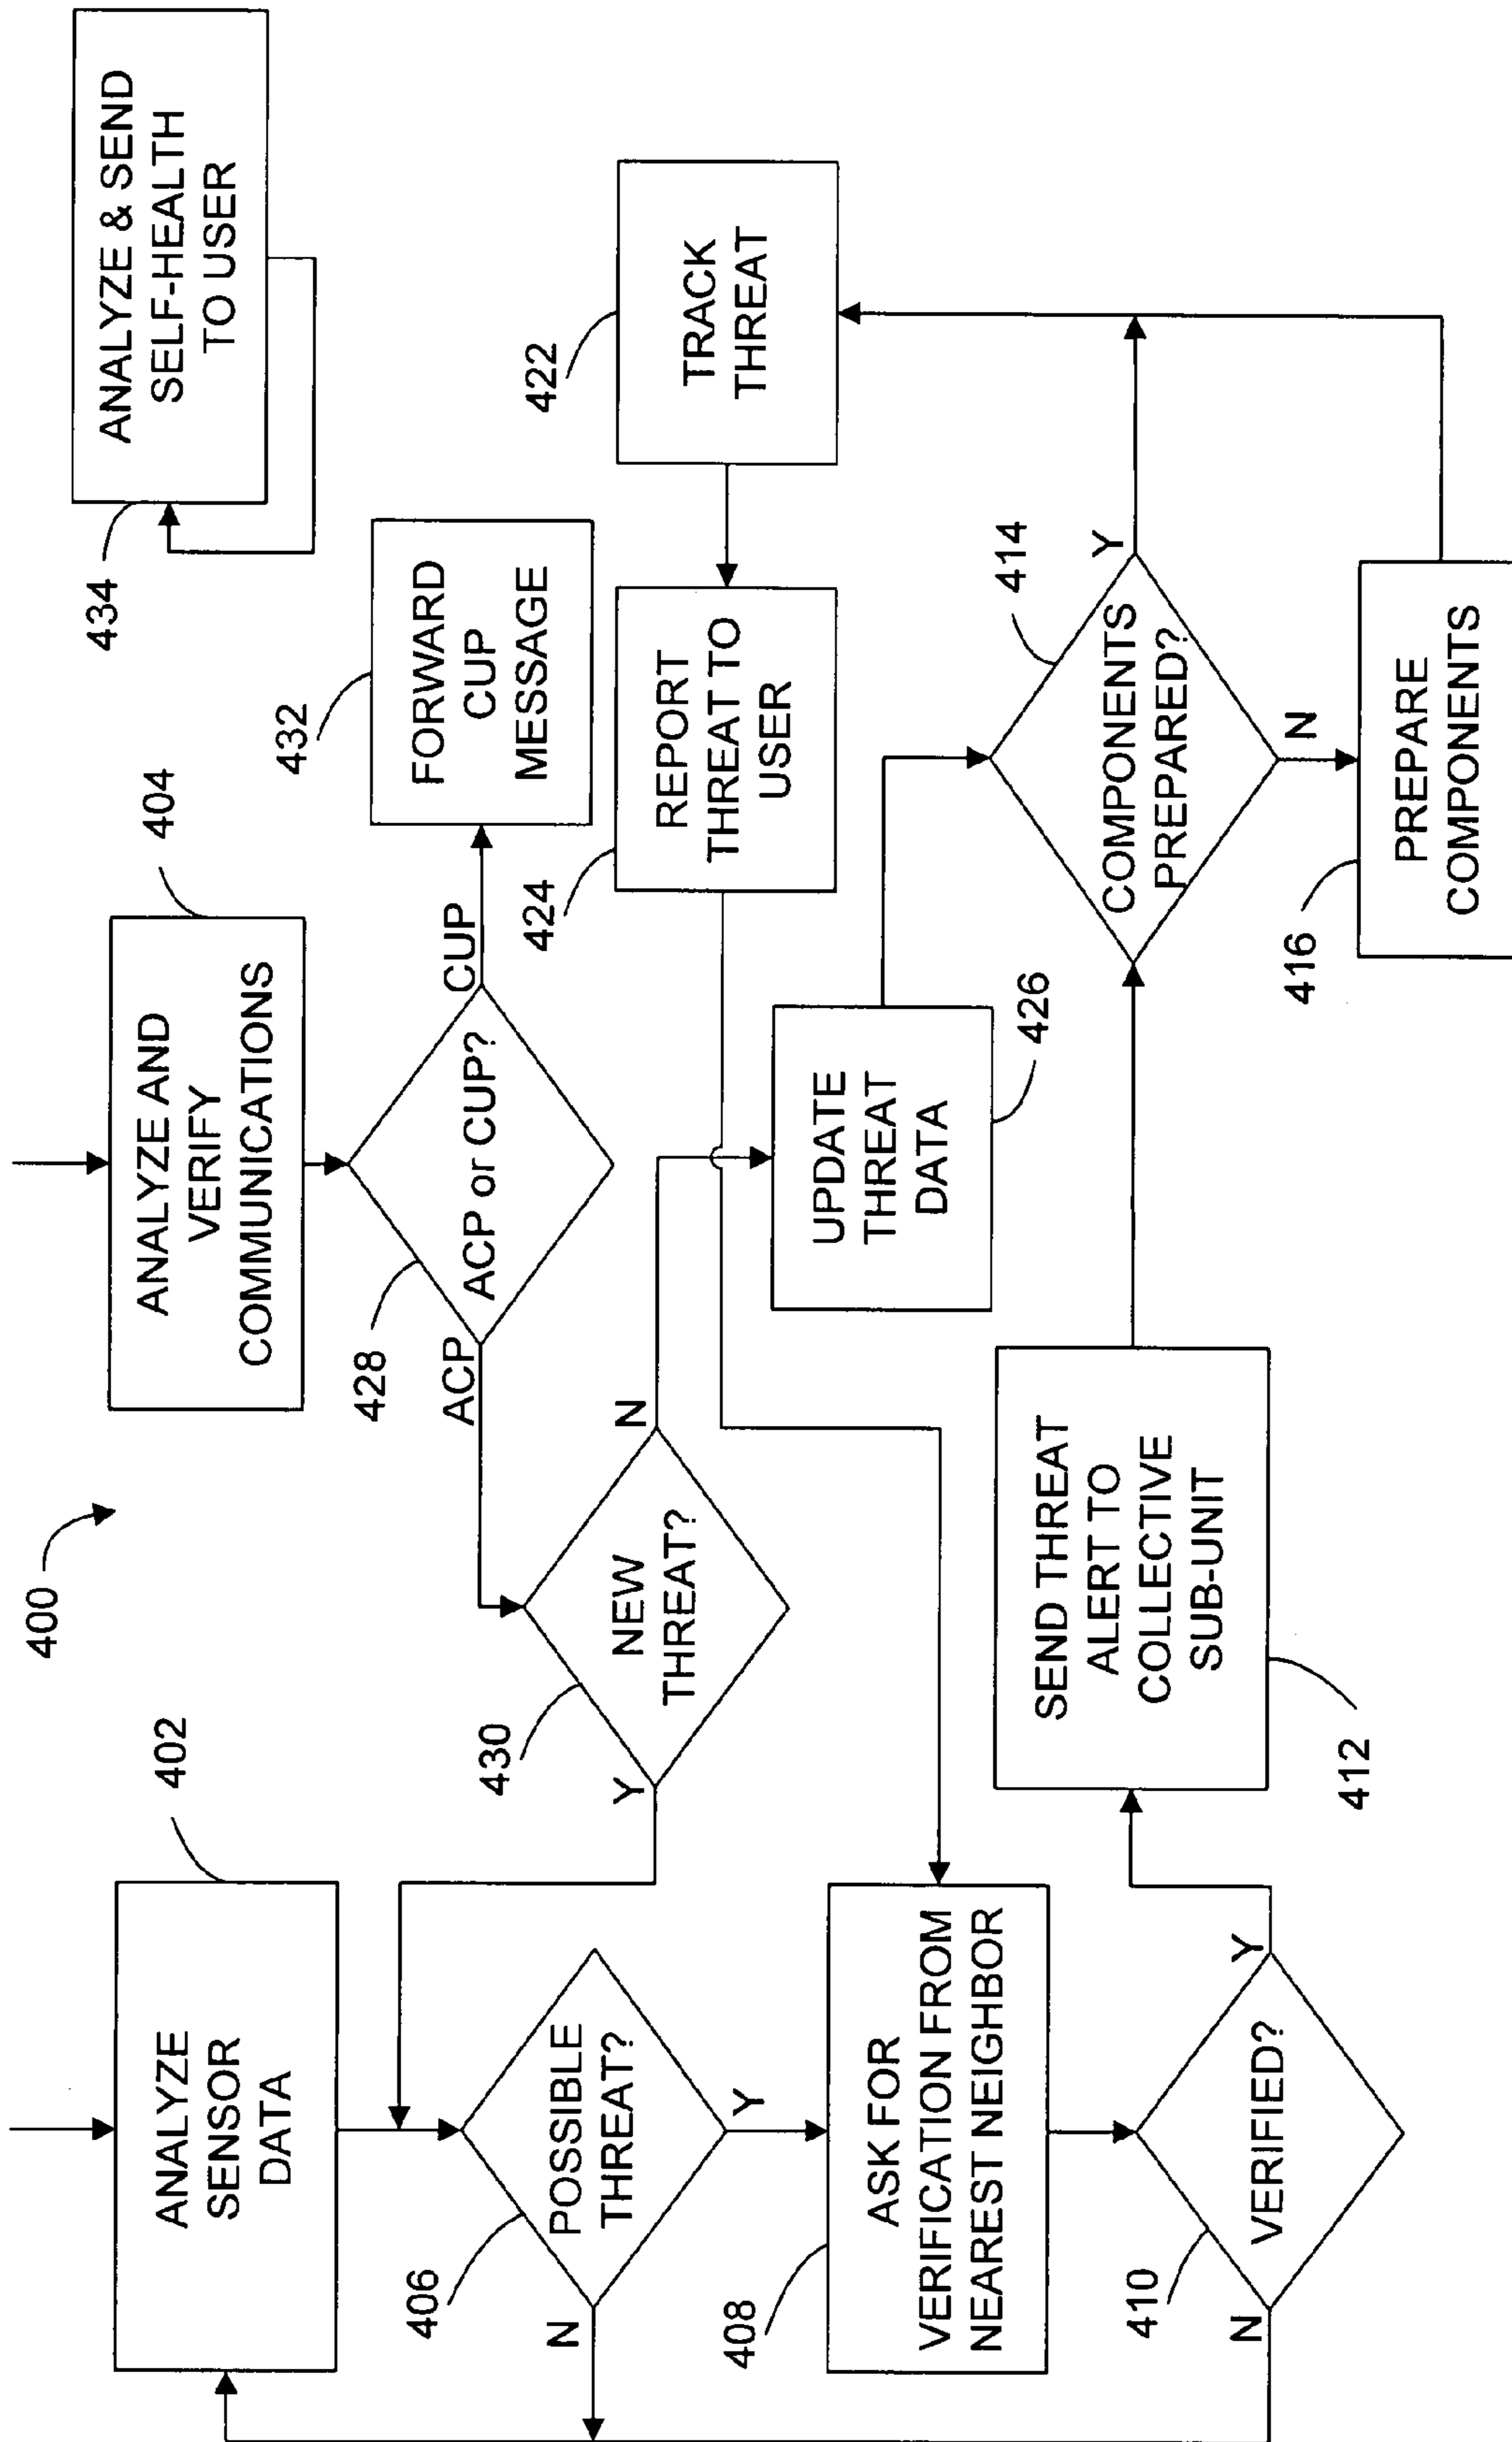 400
402
ANALYZE
SENSOR
DATA
404
ANALYZE AND
VERIFY
COMMUNICATIONS
434
ANALYZE & SEND
SELF-HEALTH
TO USER
406
POSSIBLE
THREAT?
N
Y
428
ACP or CUP?
ACP
CUP
432
FORWARD
CUP
MESSAGE
430
NEW
THREAT?
Y
N
424
REPORT
THREAT TO
USER
422
TRACK
THREAT
408
ASK FOR
VERIFICATION FROM
NEAREST NEIGHBOR
426
UPDATE
THREAT
DATA
410
VERIFIED?
N
Y
412
SEND THREAT
ALERT TO
COLLECTIVE
SUB-UNIT
414
COMPONENTS
PREPARED?
Y
N
416
PREPARE
COMPONENTS